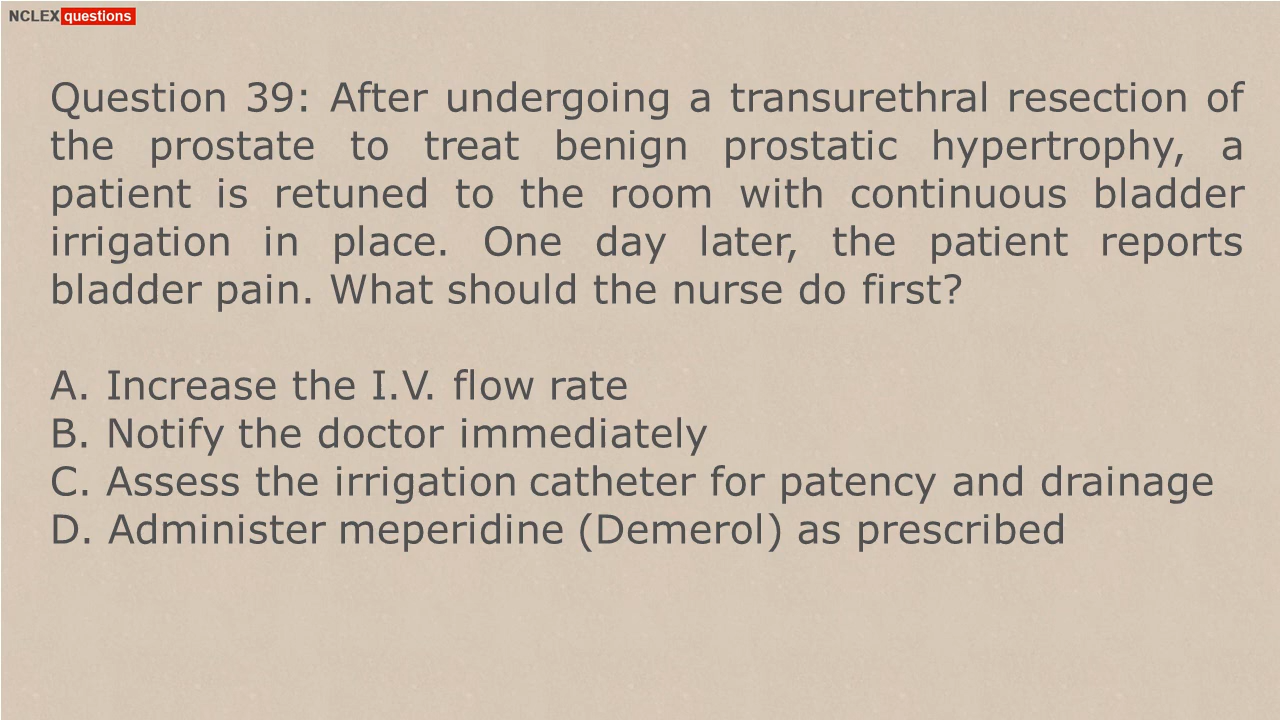 NCLEX questions
Question 39: After undergoing a transurethral resection of
the prostate to treat benign prostatic hypertrophy, a
patient is retuned to the room with continuous bladder
irrigation in place. One day later, the patient reports
bladder pain. What should the nurse do first?
A. Increase the I.V. flow rate
B. Notify the doctor immediately
C. Assess the irrigation catheter for patency and drainage
D. Administer meperidine (Demerol) as prescribed